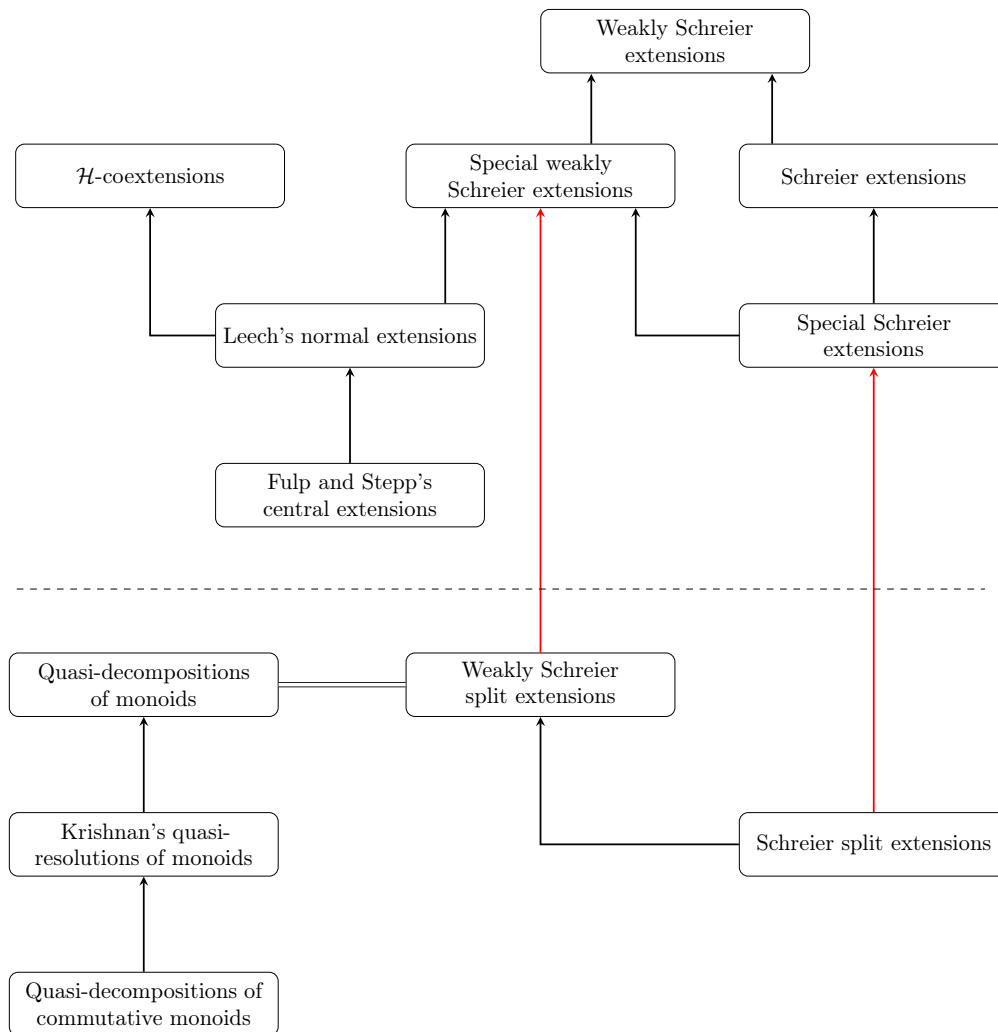 Weakly Schreier
extensions
ℋ-coextensions
Special weakly
Schreier extensions
Schreier extensions
Leech's normal extensions
Special Schreier
extensions
Fulp and Stepp's
central extensions
Quasi-decompositions
of monoids
Weakly Schreier
split extensions
Krishnan's quasi-
resolutions of monoids
Schreier split extensions
Quasi-decompositions of
commutative monoids